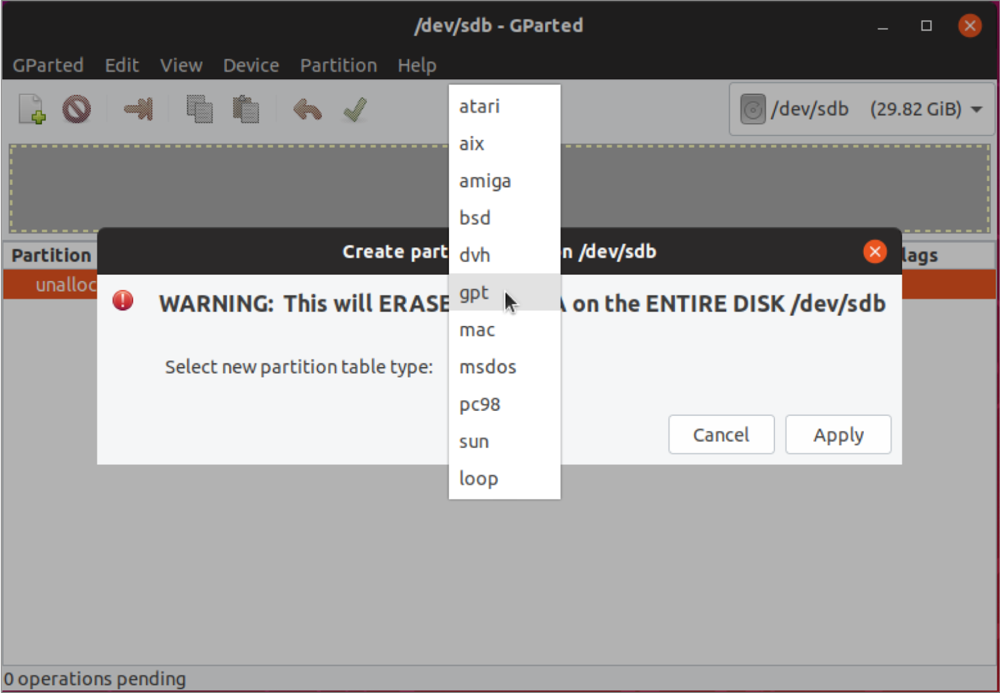 /dev/sdb - GParted
GParted Edit View Device Partition Help
/dev/sdb (29.82 GiB)
atari
aix
amiga
bsd
dvh
gpt
mac
msdos
pc98
sun
loop
Partition
unalloc
Create part n /dev/sdb
WARNING: This will ERASE on the ENTIRE DISK /dev/sdb
Select new partition table type:
Cancel Apply
lags
0 operations pending